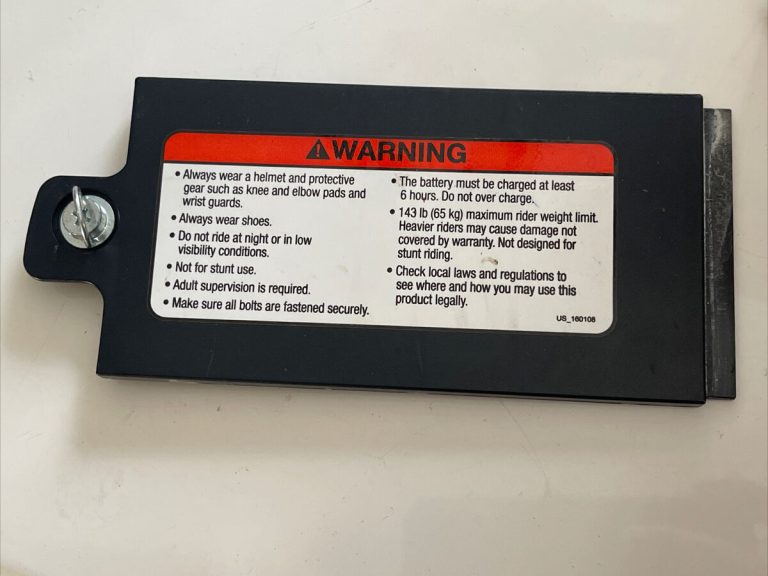 WARNING
• Always wear a helmet and protective
gear such as knee and elbow pads and
wrist guards.
• Always wear shoes.
• Do not ride at night or in low
visibility conditions.
• Not for stunt use.
• Adult supervision is required.
• Make sure all bolts are fastened securely.
• The battery must be charged at least
6 hours. Do not over charge.
• 143 lb (65 kg) maximum rider weight limit.
Heavier riders may cause damage not
covered by warranty. Not designed for
stunt riding.
• Check local laws and regulations to
see where and how you may use this
product legally.
US_160108